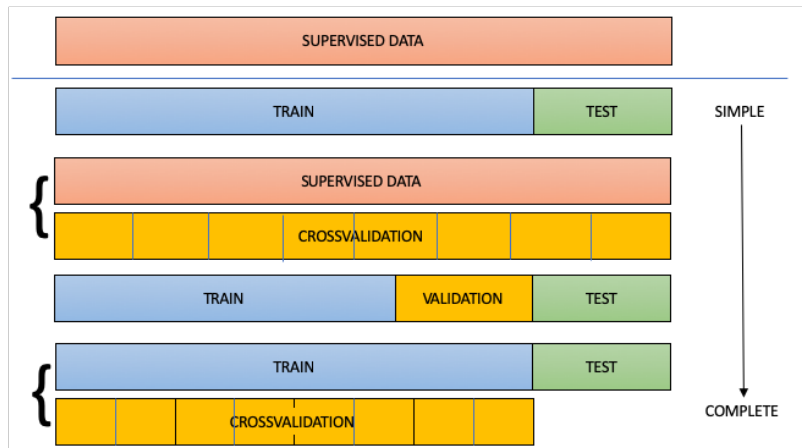 SUPERVISED DATA
TRAIN
TEST
SIMPLE
SUPERVISED DATA
CROSSVALIDATION
TRAIN
VALIDATION
TEST
TRAIN
TEST
COMPLETE
CROSSVALIDATION